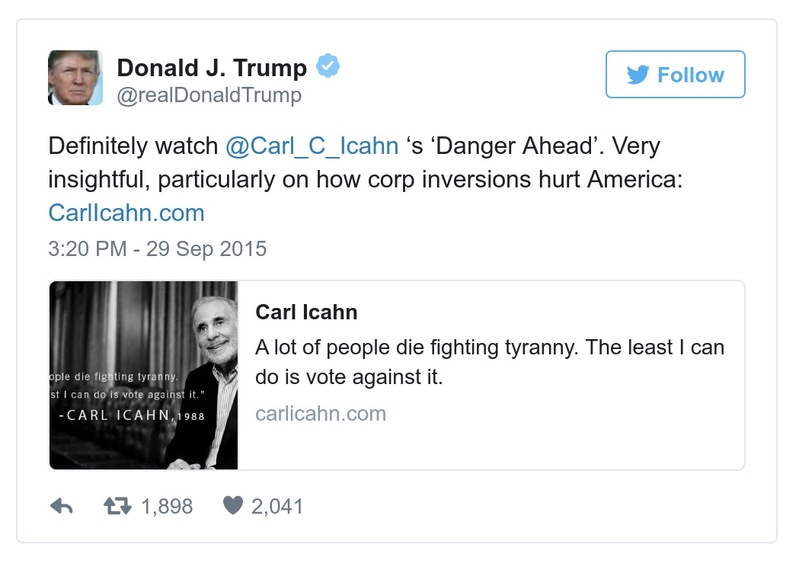 Donald J. Trump
@realDonaldTrump
Follow
Definitely watch @Carl_C_Icahn ‘s ‘Danger Ahead’. Very
insightful, particularly on how corp inversions hurt America:
CarlIcahn.com
3:20 PM - 29 Sep 2015
ople die fighting tyranny.
st I can do is vote against it."
-CARL ICAHN,1988
Carl Icahn
A lot of people die fighting tyranny. The least I can
do is vote against it.
carlicahn.com
1,898 2,041